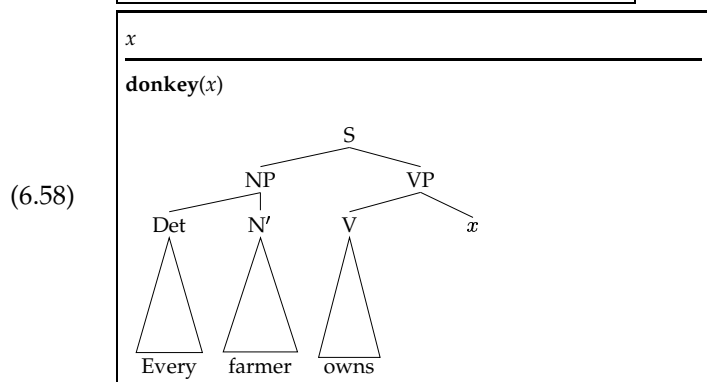 x
donkey(x)
S
(6.58)
NP VP
Det N′ V x
Every farmer owns